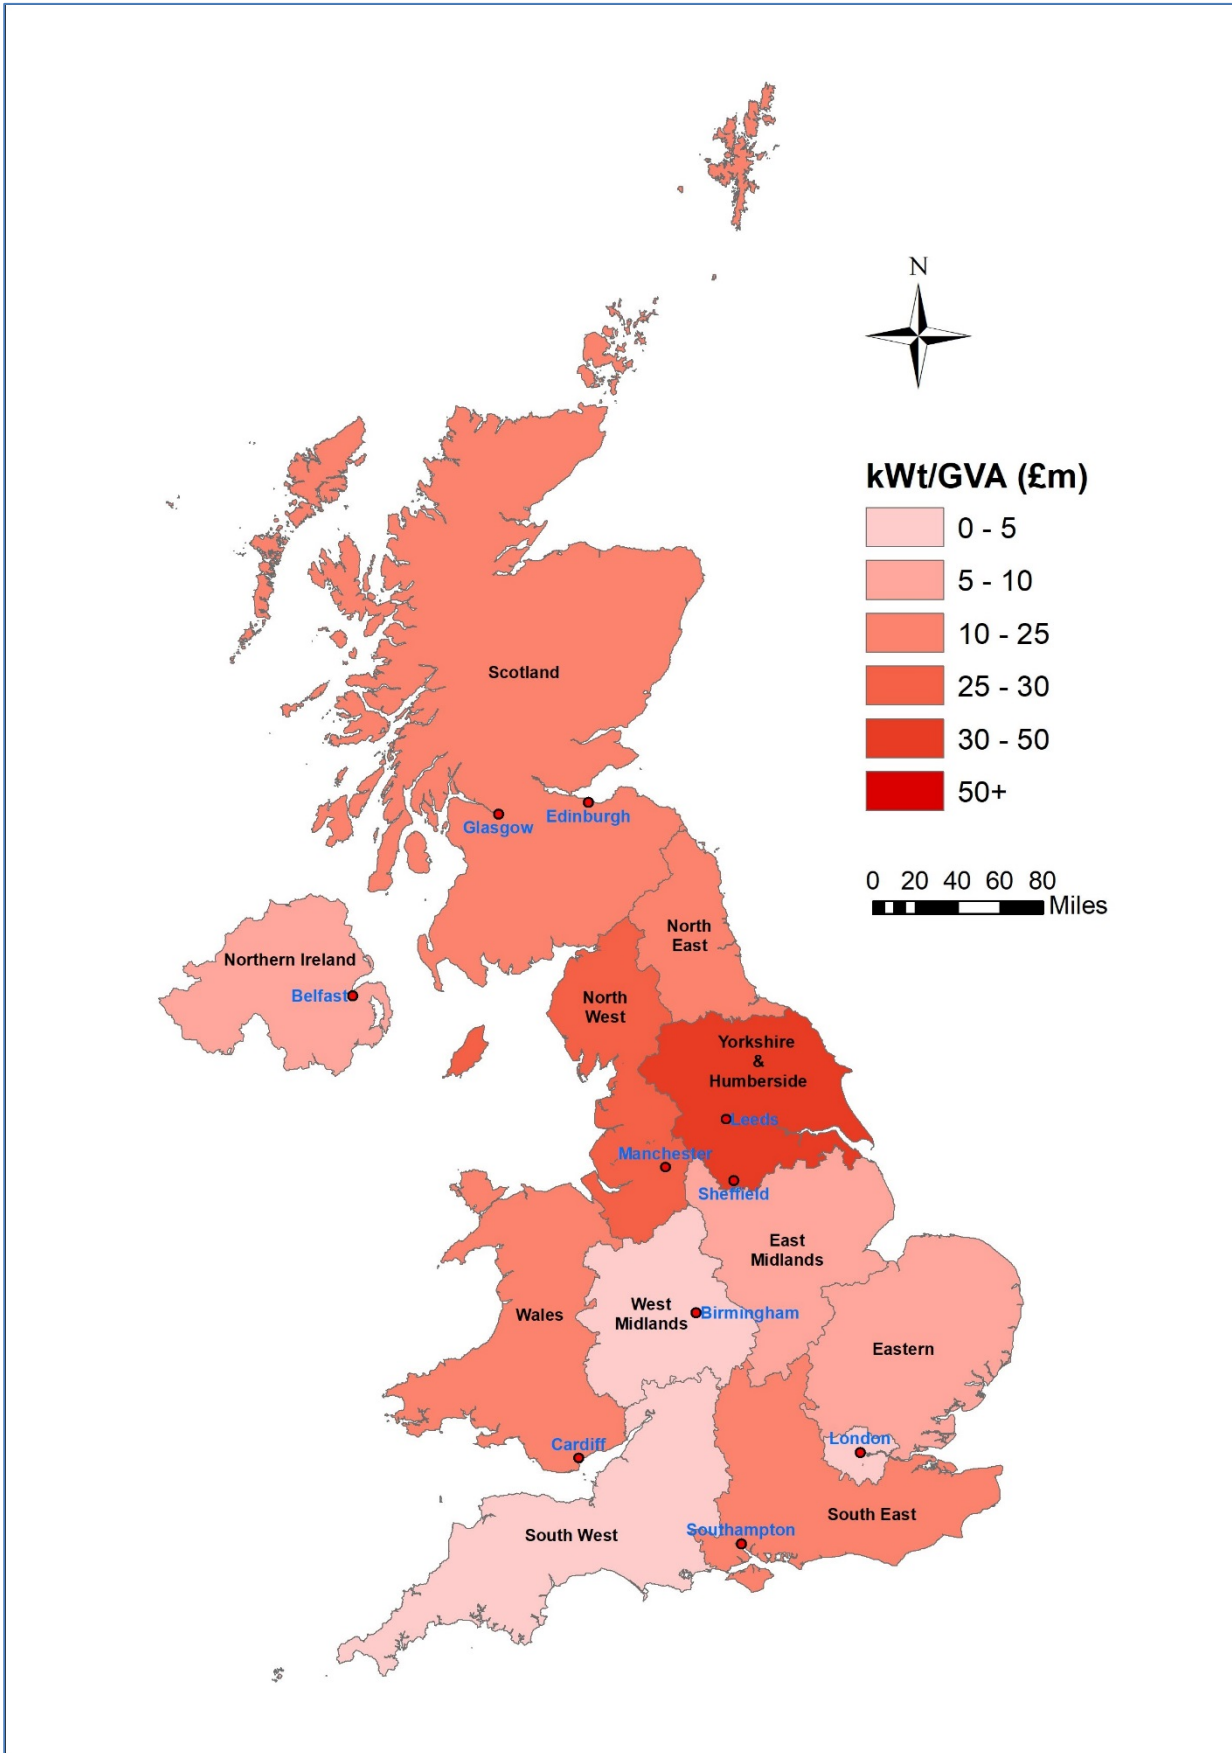 N
kWt/GVA (£m)
0 - 5
5 - 10
10 - 25
25 - 30
30 - 50
50+
0 20 40 60 80
Miles
Scotland
Glasgow
Edinburgh
North
East
Northern Ireland
Belfast
North
West
Yorkshire
&
Humberside
Leeds
Manchester
Sheffield
East
Midlands
West
Midlands
Birmingham
Wales
Eastern
Cardiff
London
South East
Southampton
South West